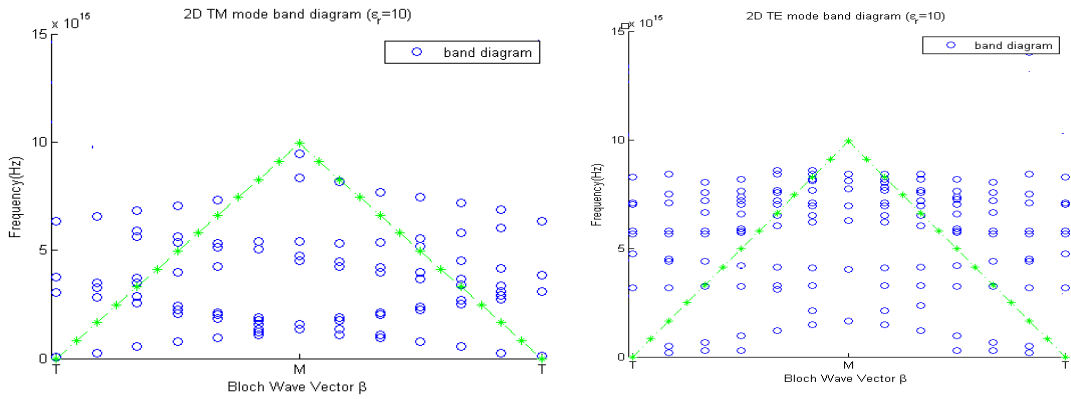 2D TM mode band diagram (εr=10)
x 10^15
15
10
5
0
Frequency(Hz)
band diagram
T
M
T
Bloch Wave Vector β
2D TE mode band diagram (εr=10)
x 10^15
15
10
5
0
Frequency(Hz)
band diagram
T
M
T
Bloch Wave Vector β